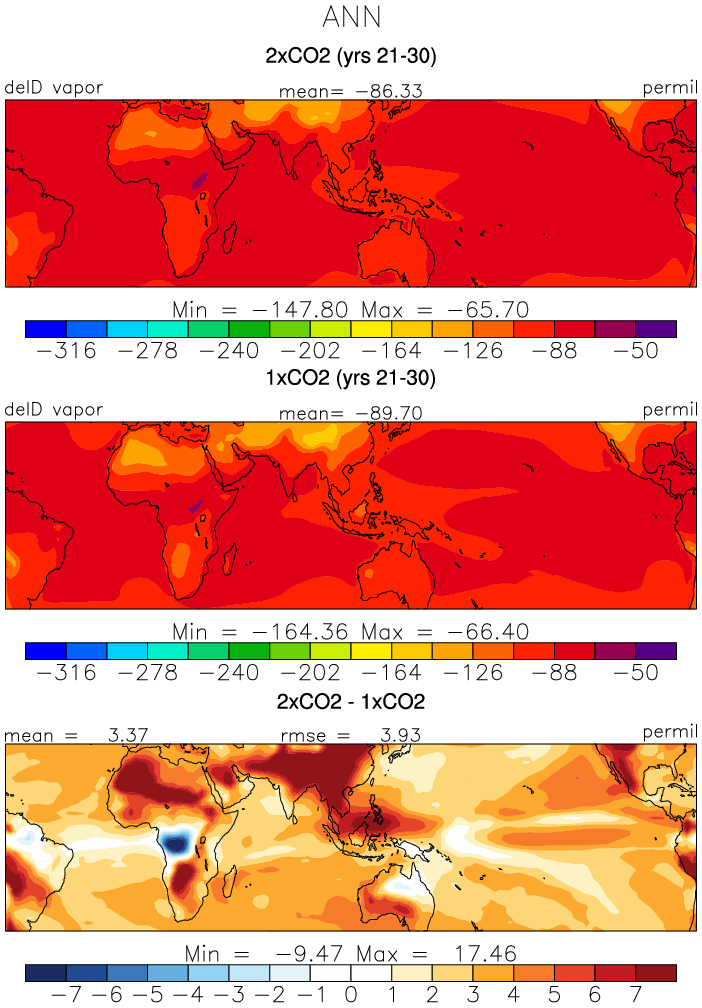 ANN
2xCO2 (yrs 21-30)
delD vapor mean= −86.33 permil
Min = −147.80 Max = −65.70
−316 −278 −240 −202 −164 −126 −88 −50
1xCO2 (yrs 21-30)
delD vapor mean= −89.70 permil
Min = −164.36 Max = −66.40
−316 −278 −240 −202 −164 −126 −88 −50
2xCO2 - 1xCO2
mean = 3.37 rmse = 3.93 permil
Min = −9.47 Max = 17.46
−7 −6 −5 −4 −3 −2 −1 0 1 2 3 4 5 6 7